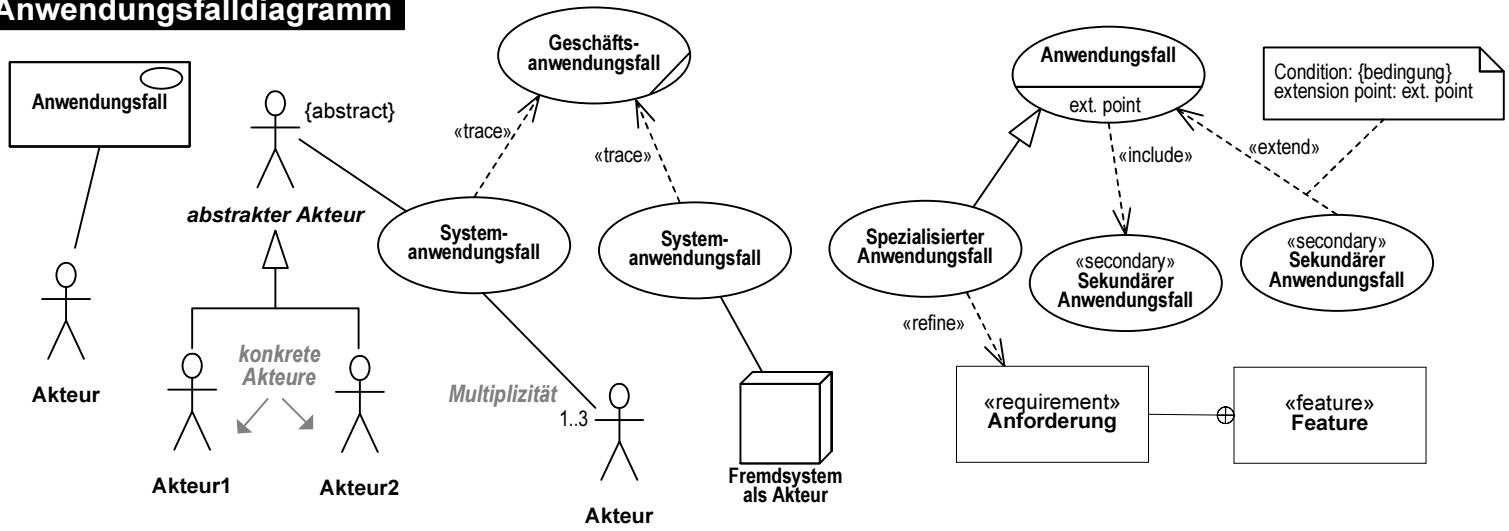 Anwendungsfalldiagramm
Anwendungsfall
Akteur
{abstract}
abstrakter Akteur
konkrete
Akteure
Akteur1
Akteur2
Geschäfts-
anwendungsfall
«trace»
«trace»
System-
anwendungsfall
System-
anwendungsfall
Multiplizität
1..3
Akteur
Fremdsystem
als Akteur
Anwendungsfall
ext. point
Condition: {bedingung}
extension point: ext. point
«include»
«extend»
Spezialisierter
Anwendungsfall
«secondary»
Sekundärer
Anwendungsfall
«secondary»
Sekundärer
Anwendungsfall
«refine»
«requirement»
Anforderung
«feature»
Feature